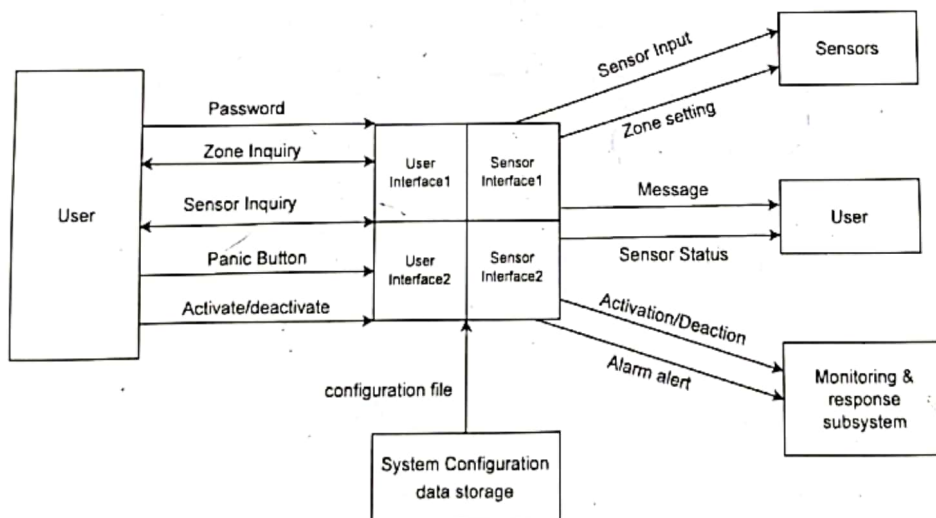 Sensor Input
Sensors
Zone setting
Password
Zone Inquiry
User
Sensor Inquiry
Panic Button
Activate/deactivate
User
Interface1
Sensor
Interface1
User
Interface2
Sensor
Interface2
Message
User
Sensor Status
Activation/Deaction
Alarm alert
Monitoring &
response
subsystem
configuration file
System Configuration
data storage